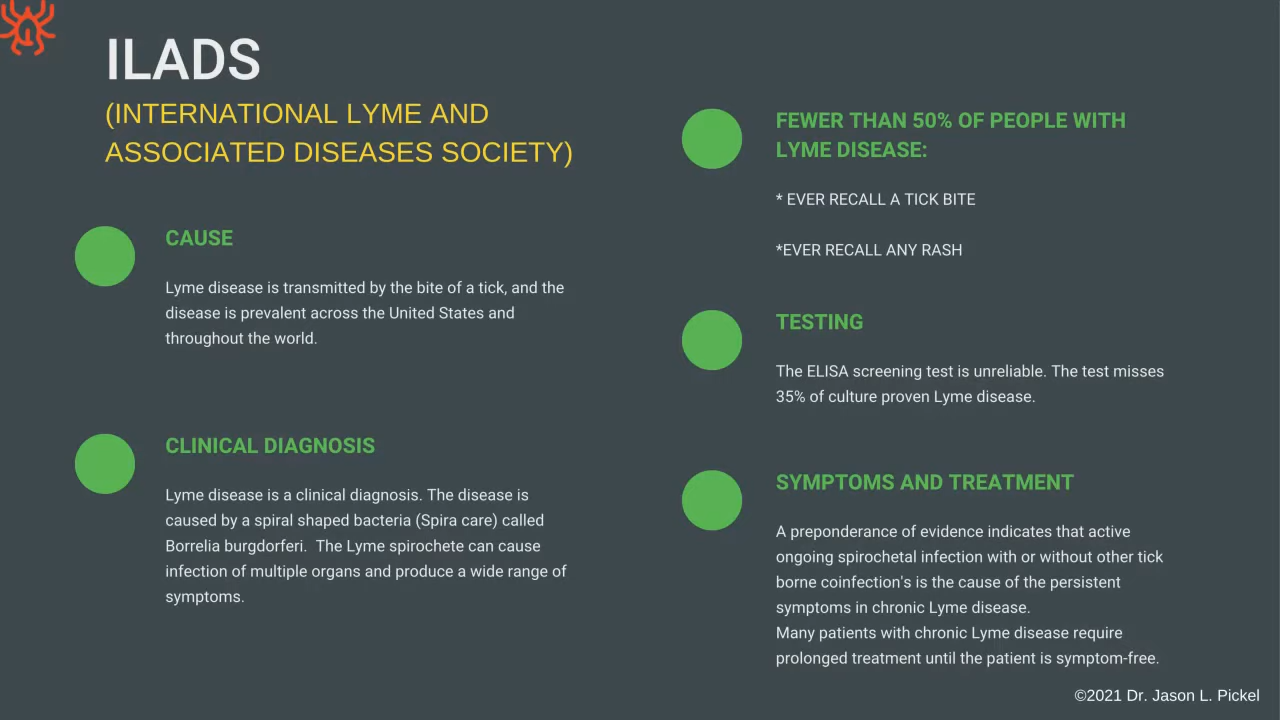 ILADS
(INTERNATIONAL LYME AND
ASSOCIATED DISEASES SOCIETY)
CAUSE
Lyme disease is transmitted by the bite of a tick, and the
disease is prevalent across the United States and
throughout the world.
CLINICAL DIAGNOSIS
Lyme disease is a clinical diagnosis. The disease is
caused by a spiral shaped bacteria (Spira care) called
Borrelia burgdorferi.  The Lyme spirochete can cause
infection of multiple organs and produce a wide range of
symptoms.
FEWER THAN 50% OF PEOPLE WITH
LYME DISEASE:
* EVER RECALL A TICK BITE
*EVER RECALL ANY RASH
TESTING
The ELISA screening test is unreliable. The test misses
35% of culture proven Lyme disease.
SYMPTOMS AND TREATMENT
A preponderance of evidence indicates that active
ongoing spirochetal infection with or without other tick
borne coinfection's is the cause of the persistent
symptoms in chronic Lyme disease.
Many patients with chronic Lyme disease require
prolonged treatment until the patient is symptom-free.
©2021 Dr. Jason L. Pickel